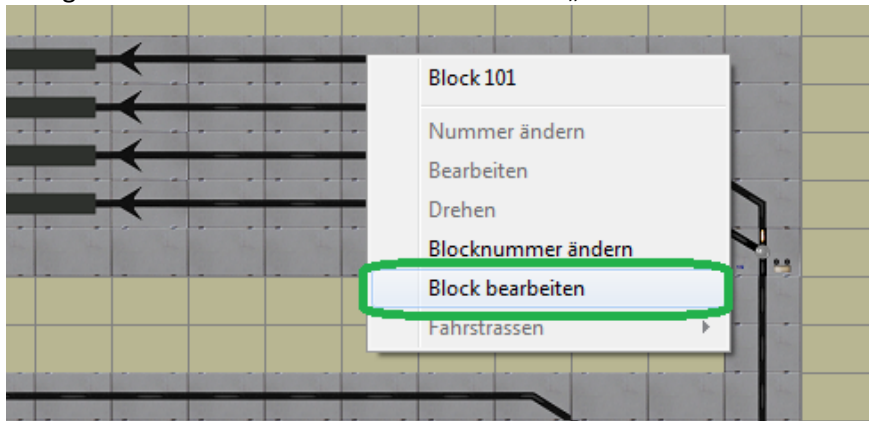 Block 101
Nummer ändern
Bearbeiten
Drehen
Blocknummer ändern
Block bearbeiten
Fahrstrassen